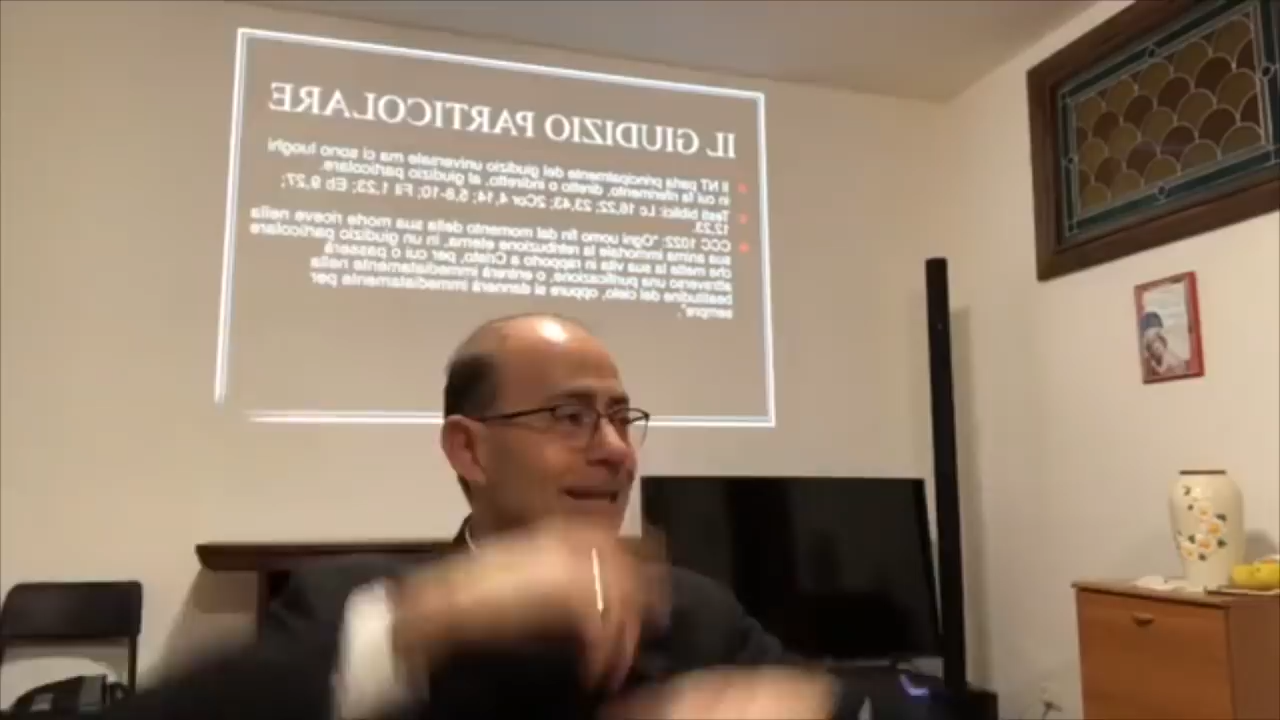 IL GIUDIZIO PARTICOLARE
Il NT parla principalmente del giudizio universale ma ci sono luoghi
in cui fa riferimento, diretto o indiretto, al giudizio particolare.
Testi biblici: Lc 16,22; 23,43; 2Cor 4,14; 5,8-10; Fil 1,23; Eb 9,27;
12,23.
CCC 1022: "Ogni uomo fin dal momento della sua morte riceve nella
sua anima immortale la retribuzione eterna, in un giudizio particolare
che mette la sua vita in rapporto a Cristo, per cui o passerà
attraverso una purificazione, o entrerà immediatamente nella
beatitudine del cielo, oppure si dannerà immediatamente per
sempre".